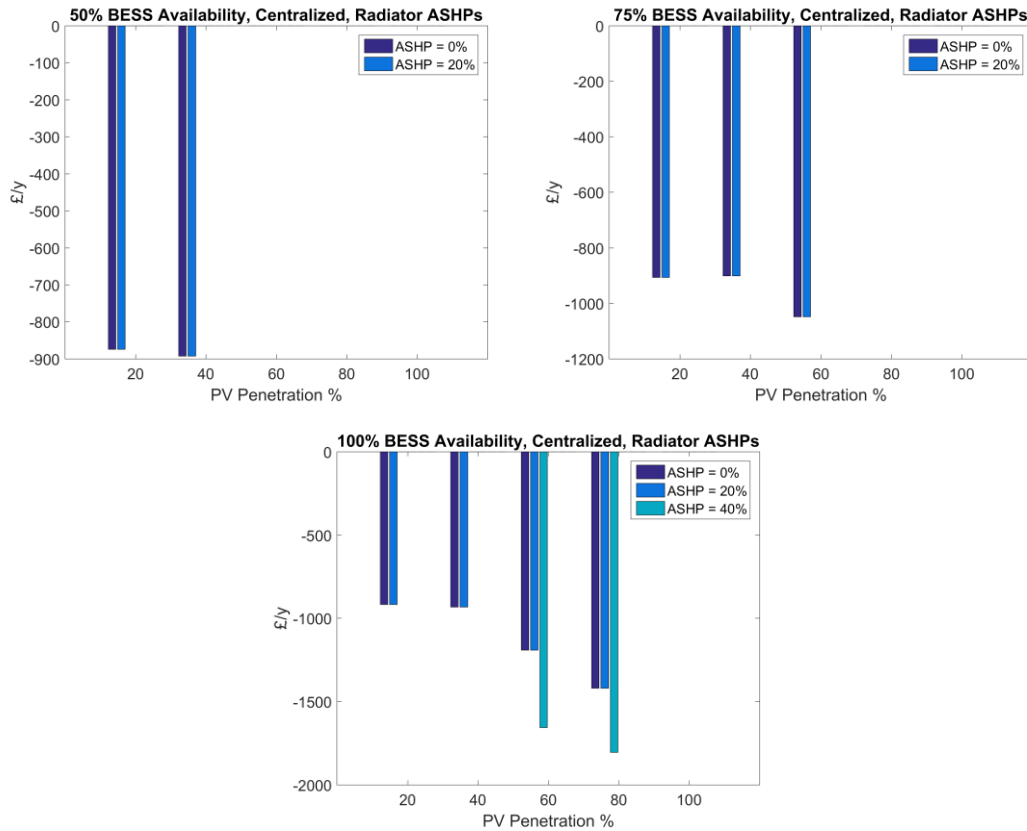 50% BESS Availability, Centralized, Radiator ASHPs
0
-100
-200
-300
-400
-500
-600
-700
-800
-900
£/y
ASHP = 0%
ASHP = 20%
20 40 60 80 100
PV Penetration %
75% BESS Availability, Centralized, Radiator ASHPs
0
-200
-400
-600
-800
-1000
-1200
£/y
ASHP = 0%
ASHP = 20%
20 40 60 80 100
PV Penetration %
100% BESS Availability, Centralized, Radiator ASHPs
0
-500
-1000
-1500
-2000
£/y
ASHP = 0%
ASHP = 20%
ASHP = 40%
20 40 60 80 100
PV Penetration %